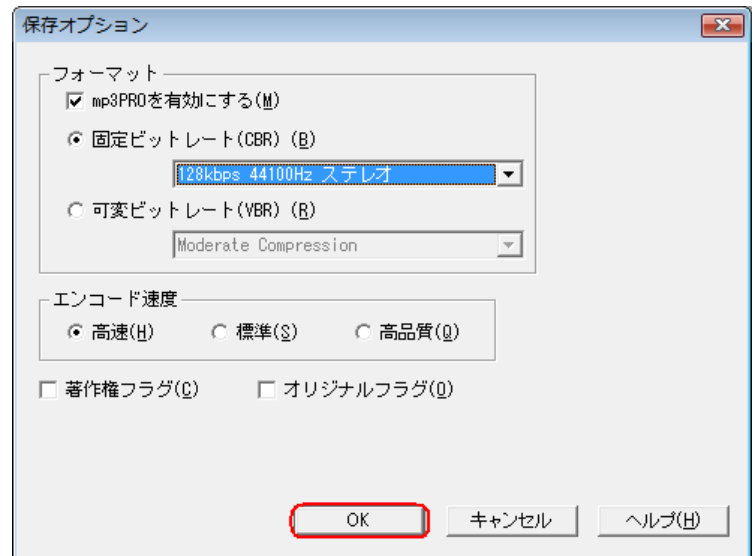 保存オプション
フォーマット
mp3PROを有効にする(M)
固定ビットレート(CBR) (B)
128kbps 44100Hz ステレオ
可変ビットレート(VBR) (R)
Moderate Compression
エンコード速度
高速(H) 標準(S) 高品質(Q)
著作権フラグ(C) オリジナルフラグ(O)
OK キャンセル ヘルプ(H)